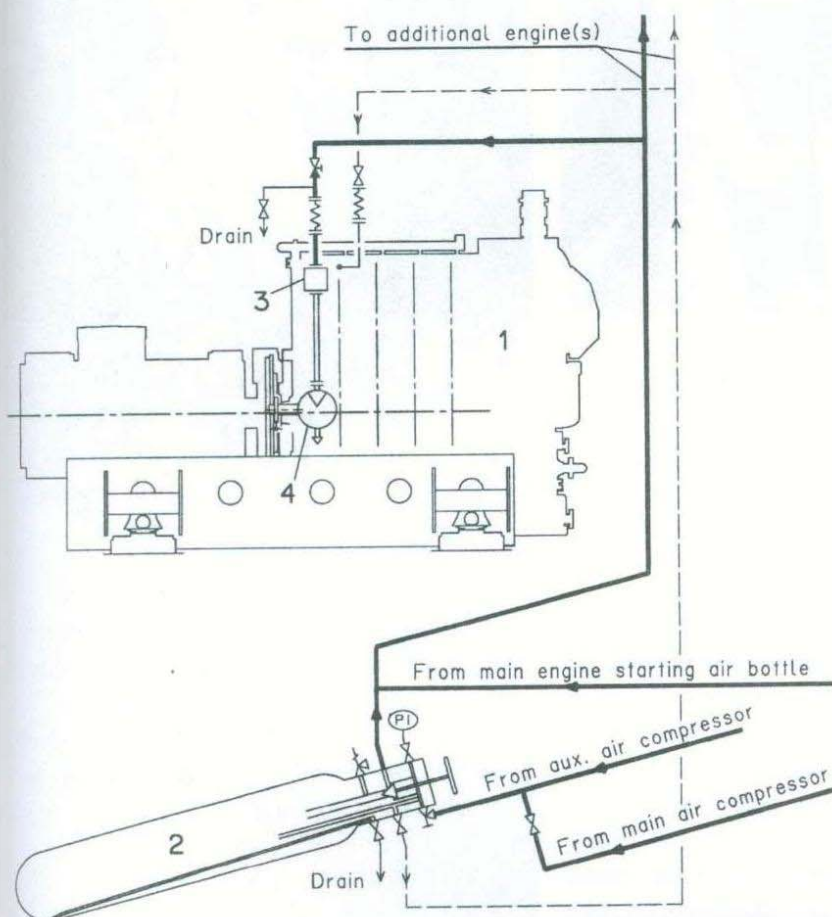 To additional engine(s)
Drain
3
1
4
From main engine starting air bottle
PI
From aux. air compressor
From main air compressor
2
Drain